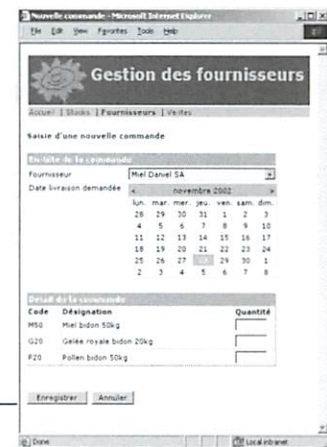 Nouvelle commande - Microsoft Internet Explorer
File Edit View Favorites Tools Help
Gestion des fournisseurs
Accueil | Stocks | Fournisseurs | Ventes
Saisie d'une nouvelle commande
En-tête de la commande
Fournisseur Miel Daniel SA
Date livraison demandée < novembre 2002 >
lun. mar. mer. jeu. ven. sam. dim.
28 29 30 31 1 2 3
4 5 6 7 8 9 10
11 12 13 14 15 16 17
18 19 20 21 22 23 24
25 26 27 28 29 30 1
2 3 4 5 6 7 8
Détail de la commande
Code Désignation Quantité
M50 Miel bidon 50kg
G20 Gelée royale bidon 20kg
P20 Pollen bidon 50kg
Enregistrer Annuler
Done Local intranet